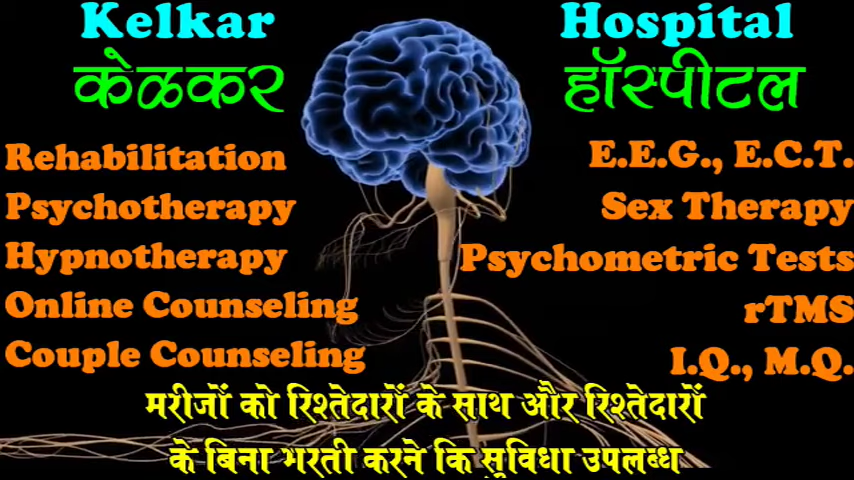 Kelkar Hospital
केळकर हॉस्पीटल
Rehabilitation
Psychotherapy
Hypnotherapy
Online Counseling
Couple Counseling
E.E.G., E.C.T.
Sex Therapy
Psychometric Tests
rTMS
I.Q., M.Q.
मरीजों को रिश्तेदारों के साथ और रिश्तेदारों
के बिना भरती करने कि सुविधा उपलब्ध